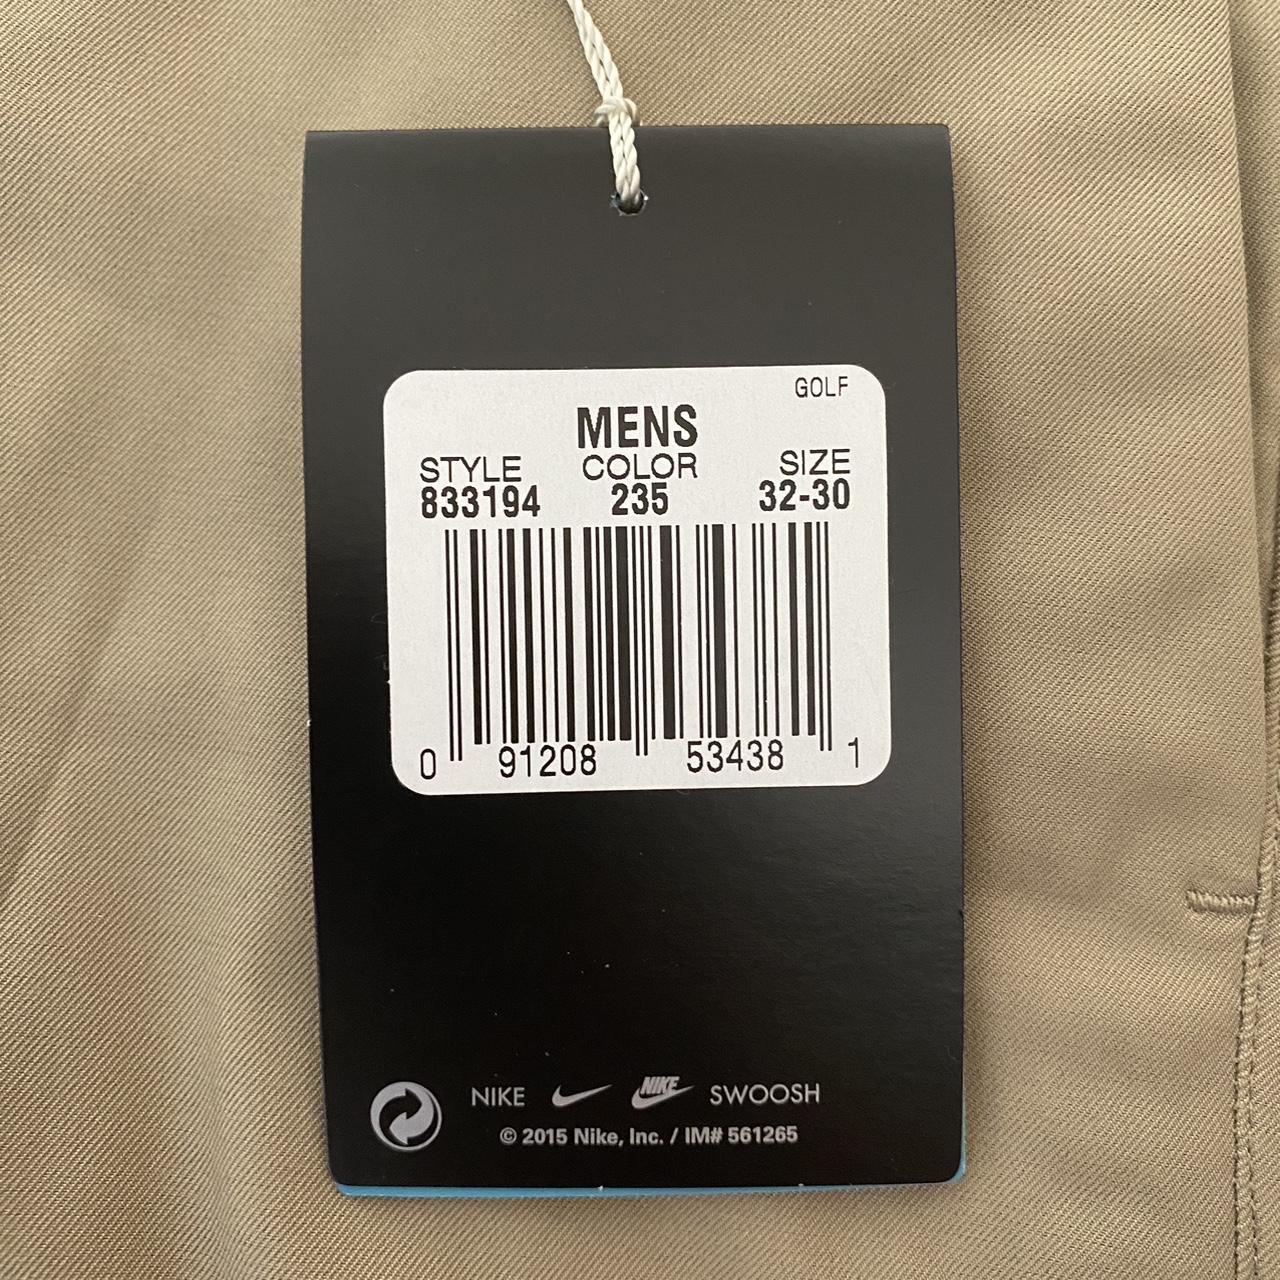 GOLF
MENS
STYLE COLOR SIZE
833194 235 32-30
0 91208 53438 1
NIKE NIKE SWOOSH
© 2015 Nike, Inc. / IM# 561265